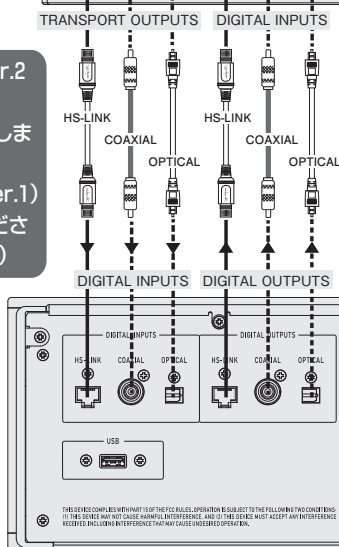 TRANSPORT OUTPUTS DIGITAL INPUTS
r.2
しま
er.1)
ださ
)
HS-LINK
COAXIAL
OPTICAL
HS-LINK
COAXIAL
OPTICAL
DIGITAL INPUTS DIGITAL OUTPUTS
DIGITAL INPUTS
HS-LINK COAXIAL OPTICAL
DIGITAL OUTPUTS
HS-LINK COAXIAL OPTICAL
USB
THIS DEVICE COMPLIES WITH PART 15 OF THE FCC RULES. OPERATION IS SUBJECT TO THE FOLLOWING TWO CONDITIONS:
(1) THIS DEVICE MAY NOT CAUSE HARMFUL INTERFERENCE, AND (2) THIS DEVICE MUST ACCEPT ANY INTERFERENCE
RECEIVED, INCLUDING INTERFERENCE THAT MAY CAUSE UNDESIRED OPERATION.